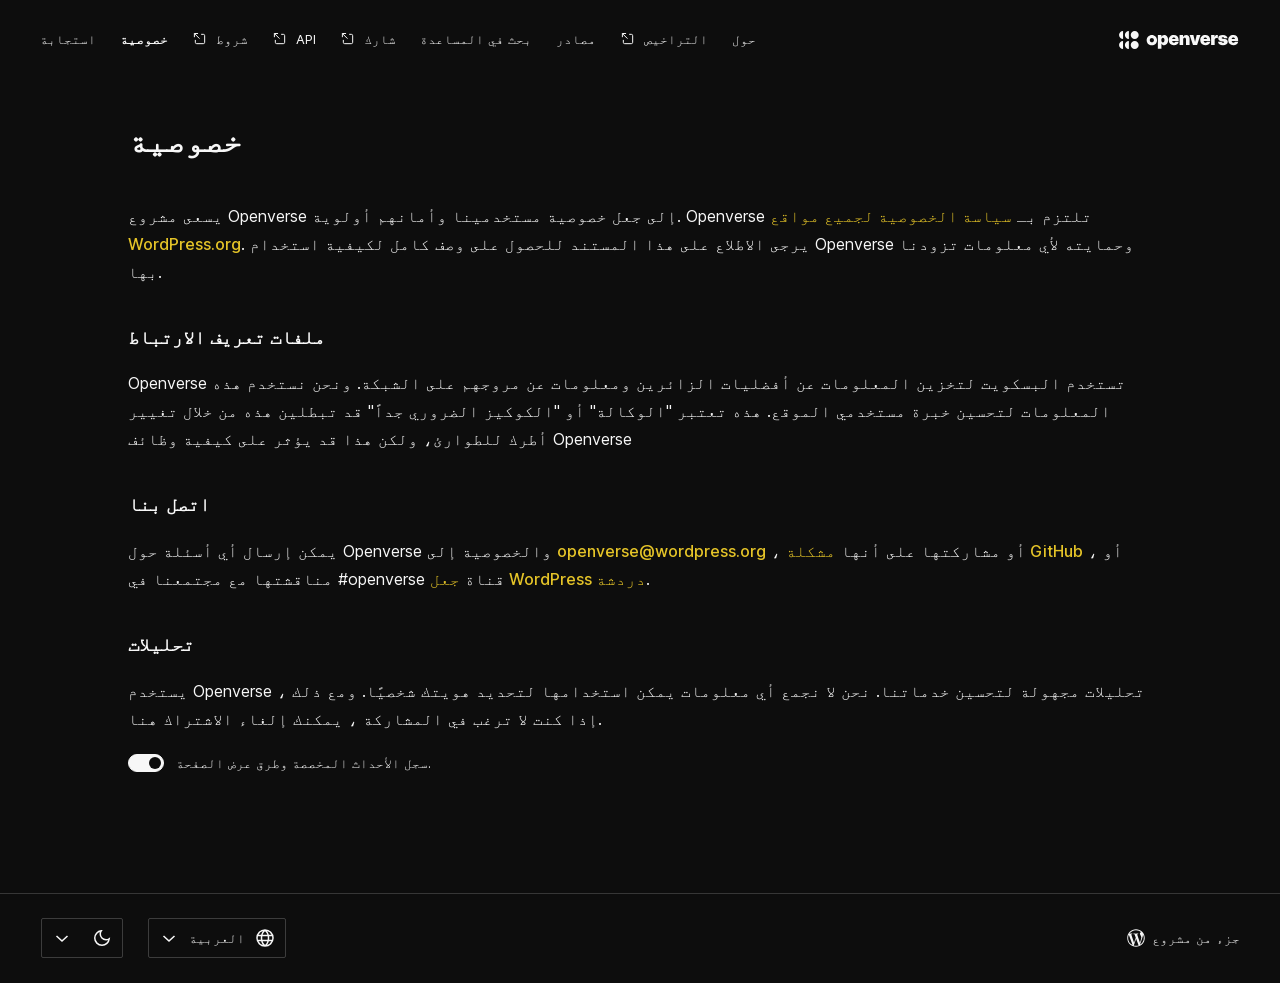 openverse
حول
التراخيص
مصادر
بحث في المساعدة
شارك
API
شروط
خصوصية
استجابة
خصوصية
يسعى مشروع Openverse إلى جعل خصوصية مستخدمينا وأمانهم أولوية. Openverse تلتزم بـ سياسة الخصوصية لجميع مواقع
WordPress.org. يرجى الاطلاع على هذا المستند للحصول على وصف كامل لكيفية استخدام Openverse وحمايته لأي معلومات تزودنا
بها.
ملفات تعريف الارتباط
Openverse تستخدم البسكويت لتخزين المعلومات عن أفضليات الزائرين ومعلومات عن مروجهم على الشبكة. ونحن نستخدم هذه
المعلومات لتحسين خبرة مستخدمي الموقع. هذه تعتبر "الوكالة" أو "الكوكيز الضروري جداً" قد تبطلين هذه من خلال تغيير
أطرك للطوارئ، ولكن هذا قد يؤثر على كيفية وظائف Openverse
اتصل بنا
يمكن إرسال أي أسئلة حول Openverse والخصوصية إلى openverse@wordpress.org ، أو مشاركتها على أنها مشكلة GitHub ، أو
مناقشتها مع مجتمعنا في #openverse قناة جعل WordPress دردشة.
تحليلات
يستخدم Openverse تحليلات مجهولة لتحسين خدماتنا. نحن لا نجمع أي معلومات يمكن استخدامها لتحديد هويتك شخصيًا. ومع ذلك ،
إذا كنت لا ترغب في المشاركة ، يمكنك إلغاء الاشتراك هنا.
سجل الأحداث المخصصة وطرق عرض الصفحة.
جزء من مشروع
العربية